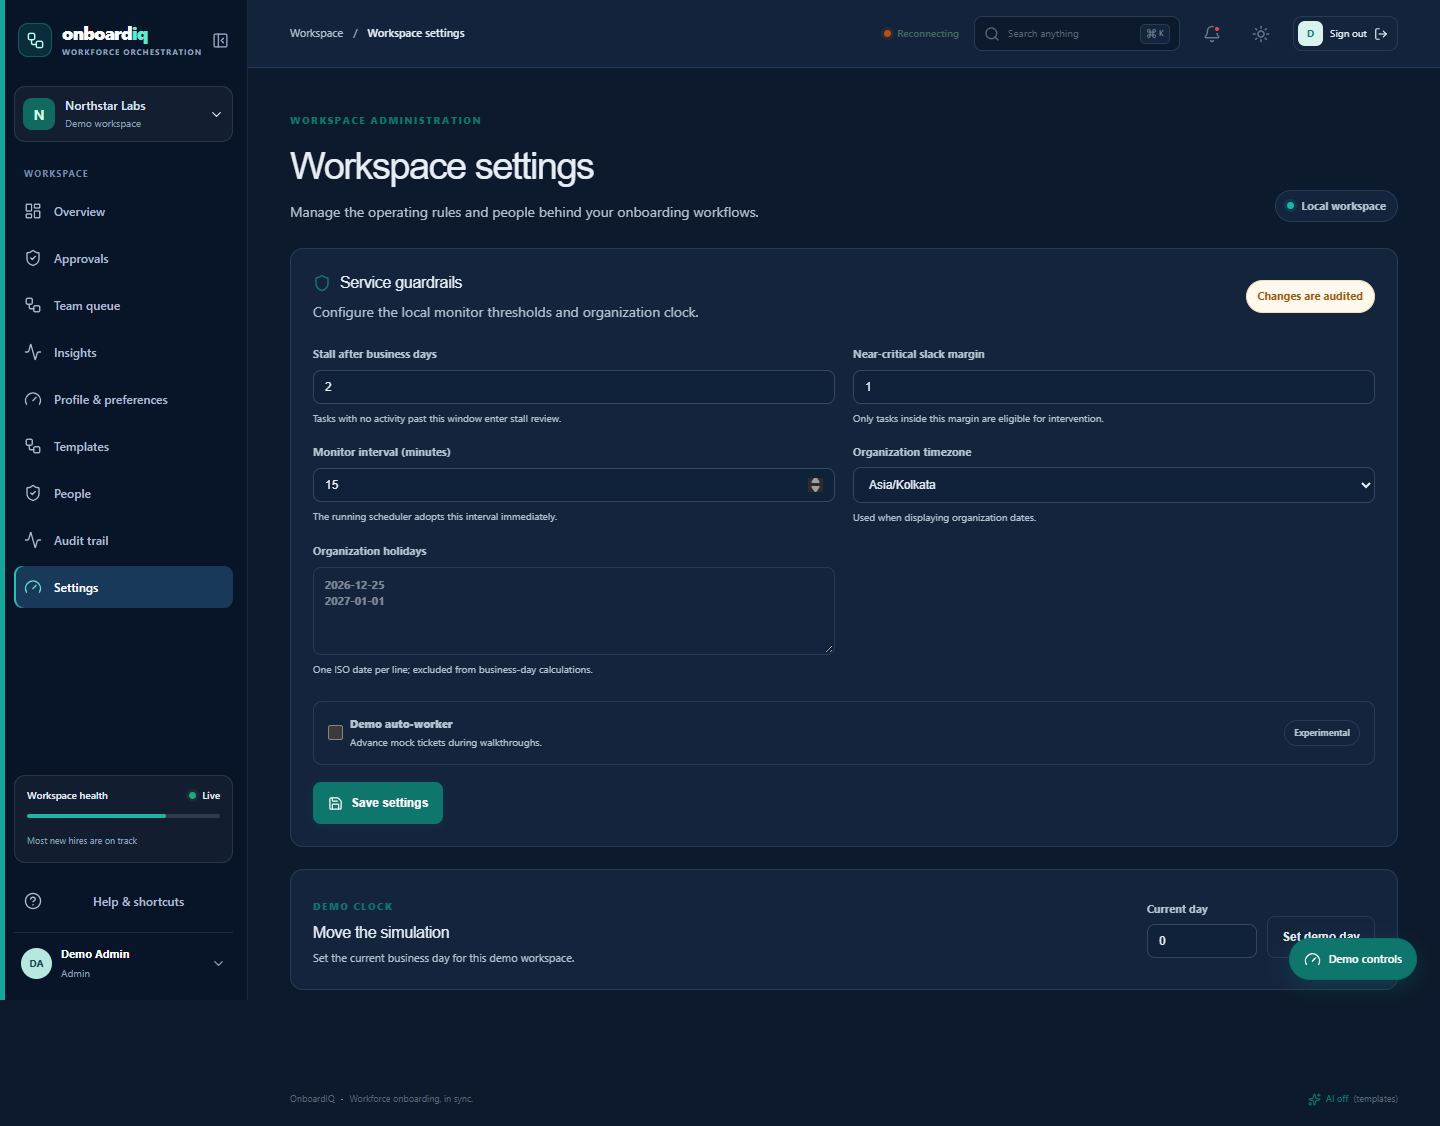 onboardiq
WORKFORCE ORCHESTRATION
N
Northstar Labs
Demo workspace
WORKSPACE
Overview
Approvals
Team queue
Insights
Profile & preferences
Templates
People
Audit trail
Settings
Workspace health
Live
Most new hires are on track
Help & shortcuts
DA
Demo Admin
Admin
Workspace / Workspace settings
Reconnecting
Search anything
⌘ K
D
Sign out
WORKSPACE ADMINISTRATION
Workspace settings
Manage the operating rules and people behind your onboarding workflows.
Local workspace
Service guardrails
Configure the local monitor thresholds and organization clock.
Changes are audited
Stall after business days
2
Tasks with no activity past this window enter stall review.
Near-critical slack margin
1
Only tasks inside this margin are eligible for intervention.
Monitor interval (minutes)
15
The running scheduler adopts this interval immediately.
Organization timezone
Asia/Kolkata
Used when displaying organization dates.
Organization holidays
2026-12-25
2027-01-01
One ISO date per line; excluded from business-day calculations.
Demo auto-worker
Advance mock tickets during walkthroughs.
Experimental
Save settings
DEMO CLOCK
Move the simulation
Set the current business day for this demo workspace.
Current day
0
Set demo day
Demo controls
OnboardIQ - Workforce onboarding, in sync.
AI off (templates)